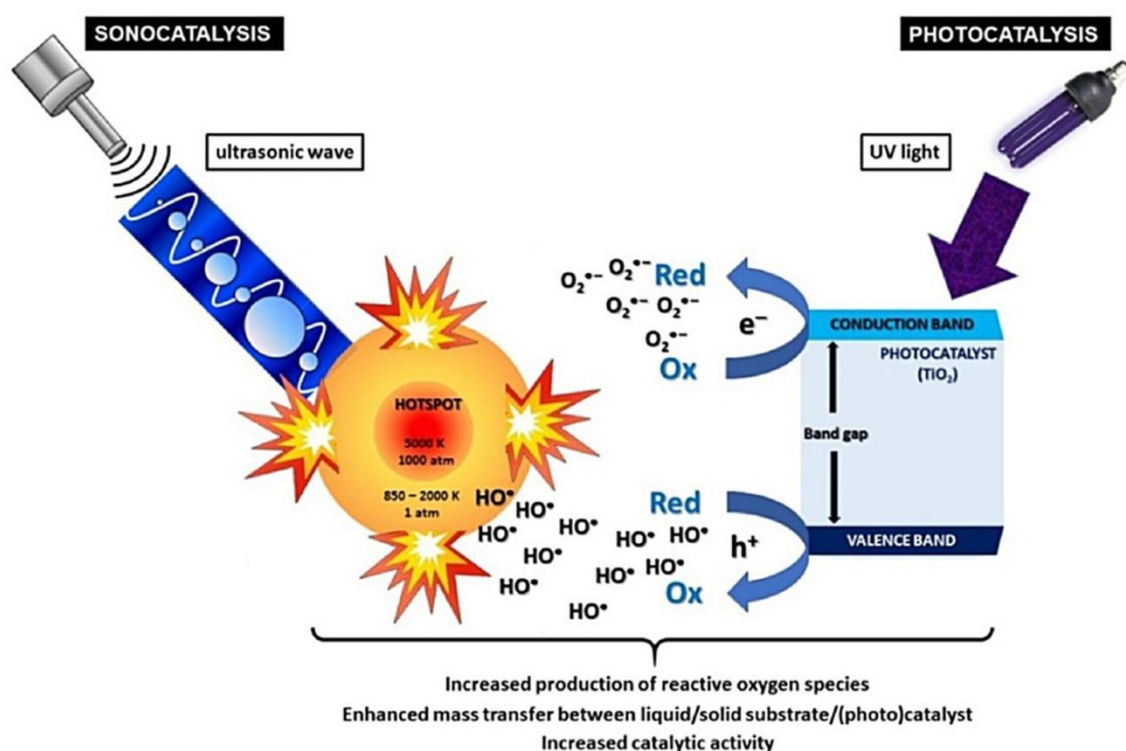 SONOCATALYSIS
PHOTOCATALYSIS
ultrasonic wave
UV light
O₂•− O₂•− Red
O₂•− O₂•−
e⁻
O₂•−
Ox
CONDUCTION BAND
PHOTOCATALYST
(TiO₂)
Band gap
HOTSPOT
5000 K
1000 atm
850 – 2000 K
1 atm
HO•
HO•
HO•
HO•
HO•
HO•
HO•
Red
HO•
HO•
HO•
HO•
h⁺
Ox
VALENCE BAND
Increased production of reactive oxygen species
Enhanced mass transfer between liquid/solid substrate/(photo)catalyst
Increased catalytic activity